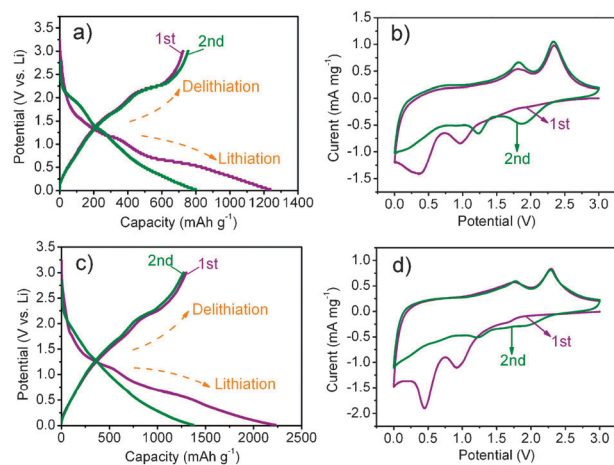 a)
1st
2nd
Delithiation
Lithiation
Potential (V vs. Li)
3.5
3.0
2.5
2.0
1.5
1.0
0.5
0.0
0 200 400 600 800 1000 1200 1400
Capacity (mAh g⁻¹)
b)
1st
2nd
Curent (mA mg⁻¹)
1.5
1.0
0.5
0.0
-0.5
-1.0
-1.5
0.0 0.5 1.0 1.5 2.0 2.5 3.0
Potential (V)
c)
2nd
1st
Delithiation
Lithiation
Potential (V vs. Li)
3.5
3.0
2.5
2.0
1.5
1.0
0.5
0.0
0 500 1000 1500 2000 2500
Capacity (mAh g⁻¹)
d)
1st
2nd
Curent (mA mg⁻¹)
1.0
0.5
0.0
-0.5
-1.0
-1.5
-2.0
0.0 0.5 1.0 1.5 2.0 2.5 3.0
Potential (V)